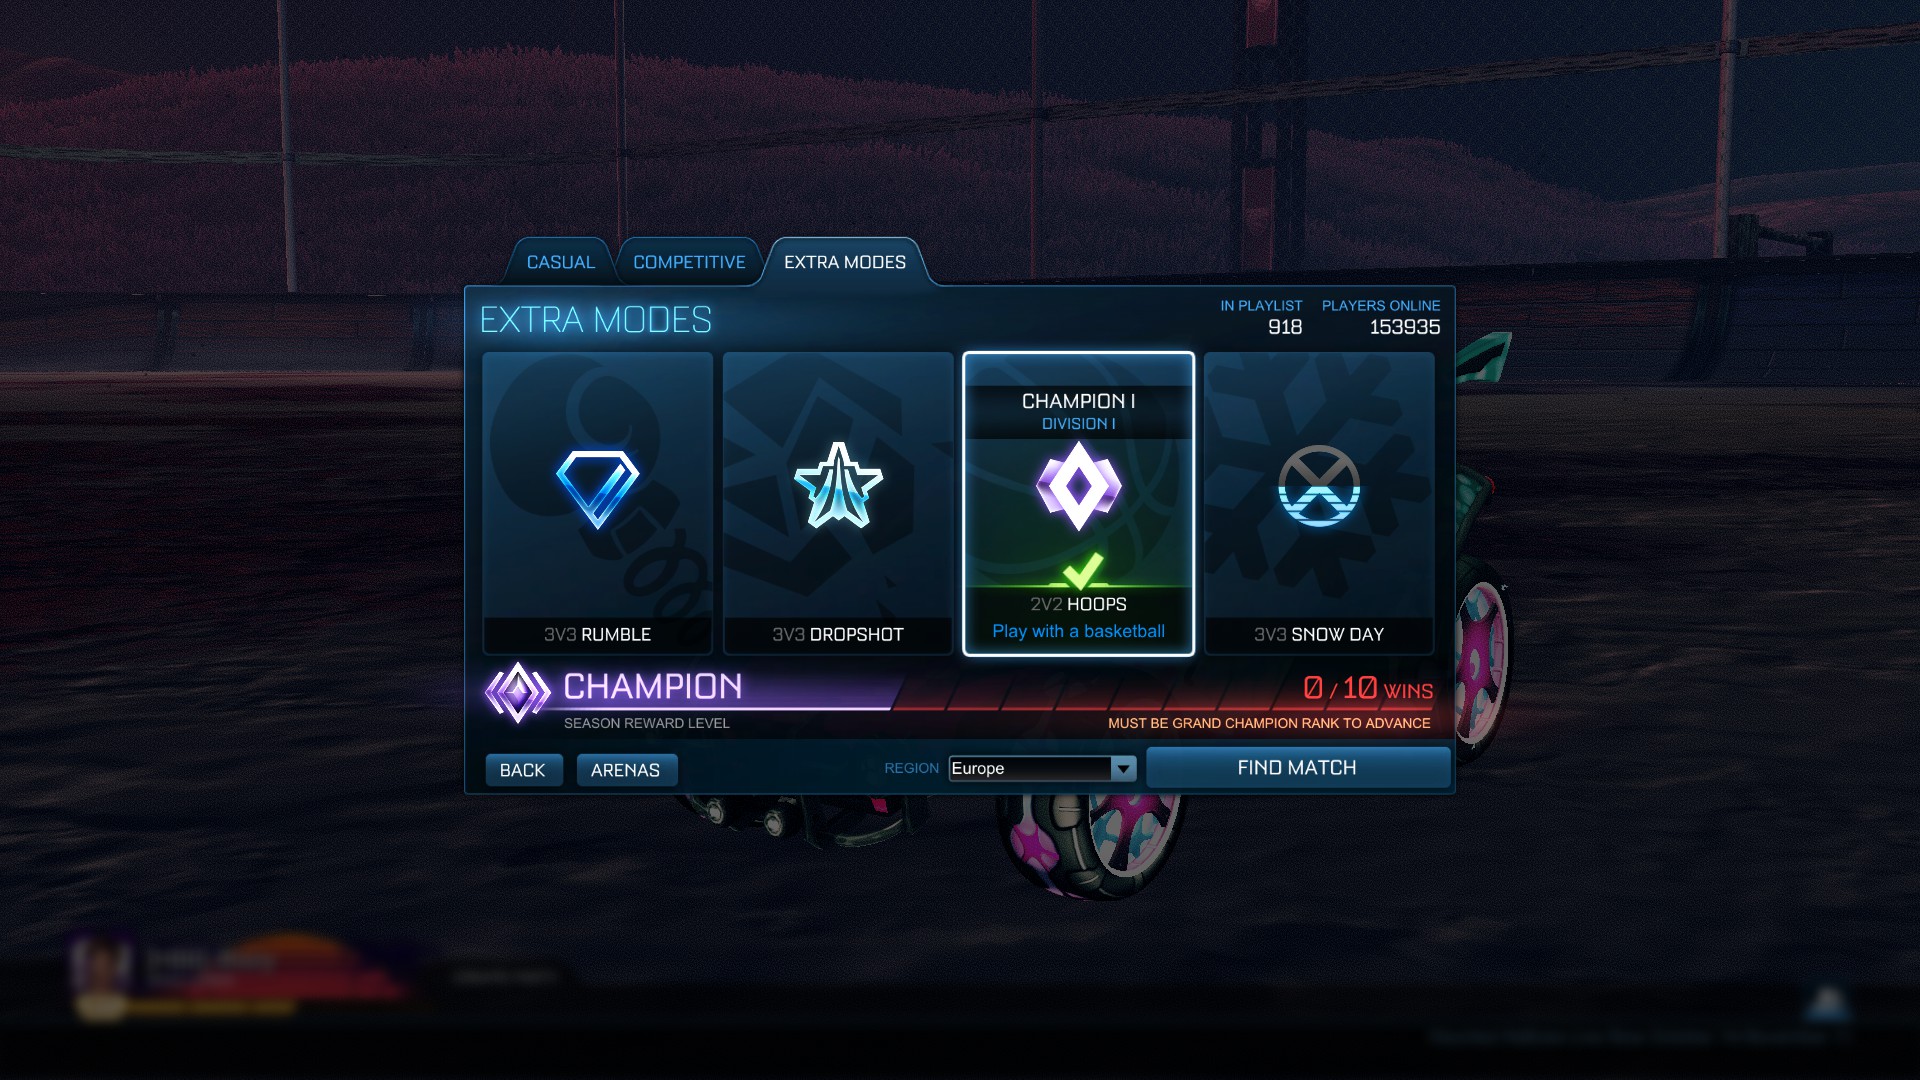 CASUAL
COMPETITIVE
EXTRA MODES
EXTRA MODES
IN PLAYLIST
918
PLAYERS ONLINE
153935
CHAMPION I
DIVISION I
3V3 RUMBLE
3V3 DROPSHOT
2V2 HOOPS
Play with a basketball
3V3 SNOW DAY
CHAMPION
SEASON REWARD LEVEL
0 / 10 WINS
MUST BE GRAND CHAMPION RANK TO ADVANCE
BACK
ARENAS
REGION
Europe
FIND MATCH